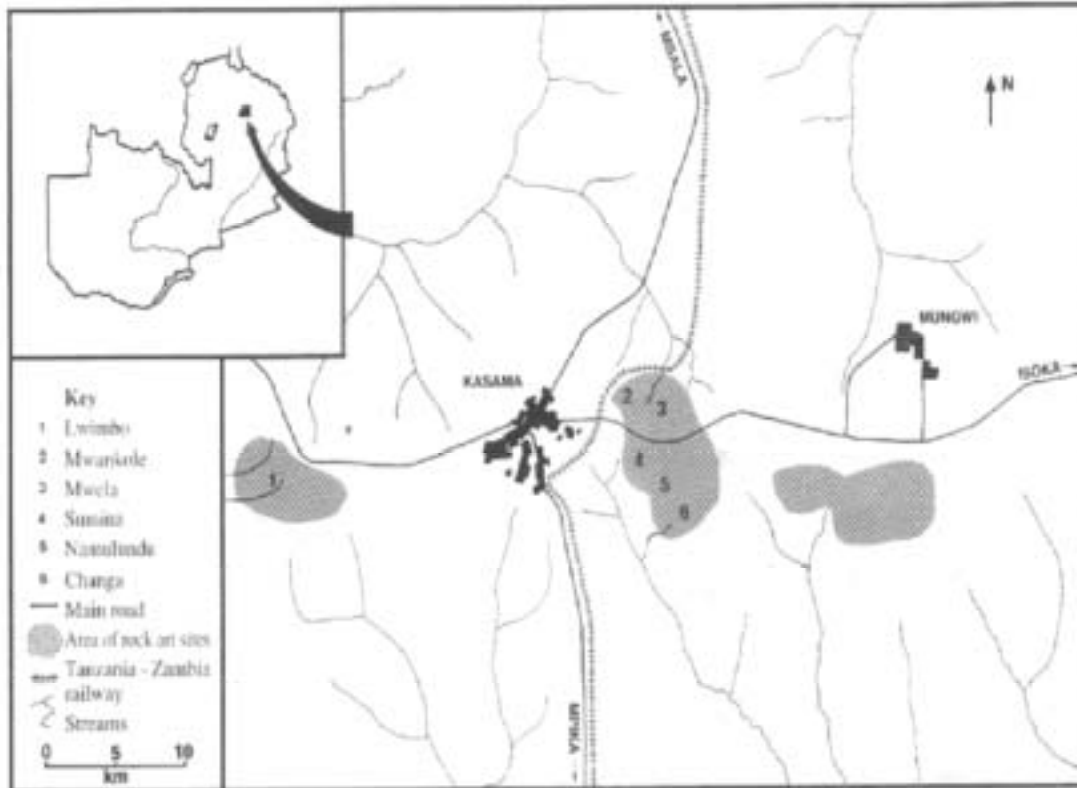 MBALA
N
MUNGWI
ISOKA
KASAMA
2
3
4
5
6
1
Key
1 Lwimbo
2 Mwankole
3 Mwela
4 Sumina
5 Namulundu
6 Changa
Main road
Area of rock art sites
Tanzania - Zambia
railway
Streams
0 5 10
km
MPIKA